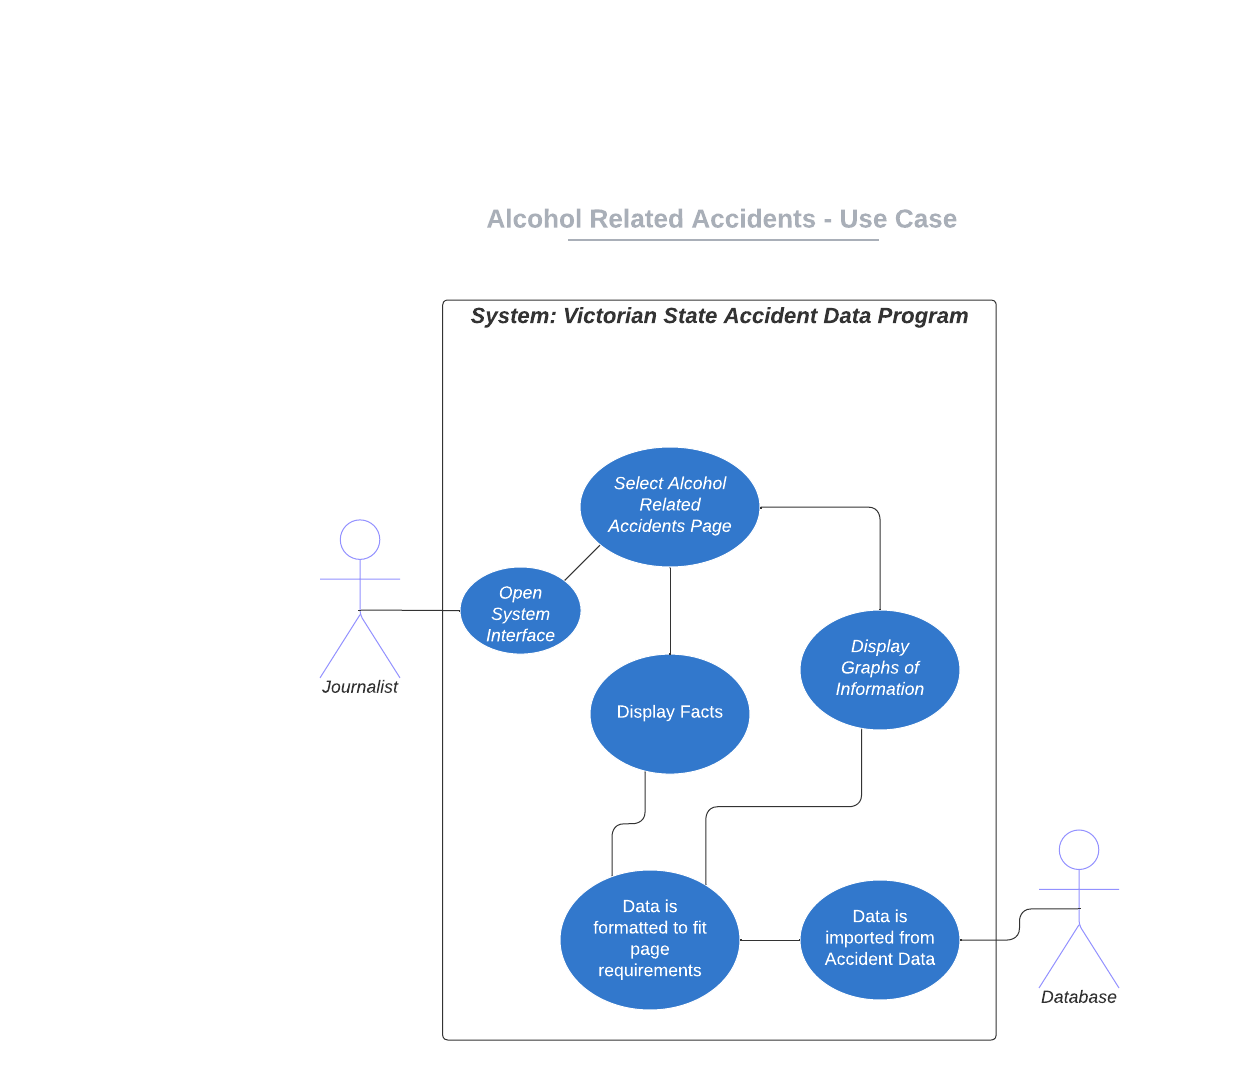 Alcohol Related Accidents - Use Case
System: Victorian State Accident Data Program
Select Alcohol
Related
Accidents Page
Open
System
Interface
Journalist
Display
Graphs of
Information
Display Facts
Data is
formatted to fit
page
requirements
Data is
imported from
Accident Data
Database